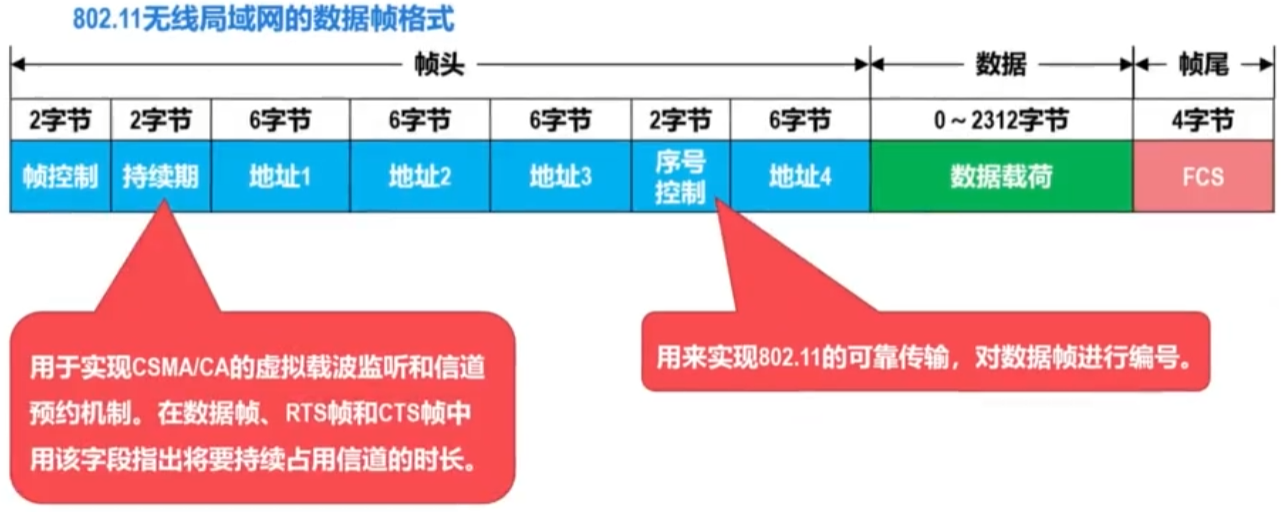 802.11无线局域网的数据帧格式
帧头 数据 帧尾
2字节 2字节 6字节 6字节 6字节 2字节 6字节 0～2312字节 4字节
帧控制 持续期 地址1 地址2 地址3 序号控制 地址4 数据载荷 FCS
用于实现CSMA/CA的虚拟载波监听和信道
预约机制。在数据帧、RTS帧和CTS帧中
用该字段指出将要持续占用信道的时长。
用来实现802.11的可靠传输，对数据帧进行编号。